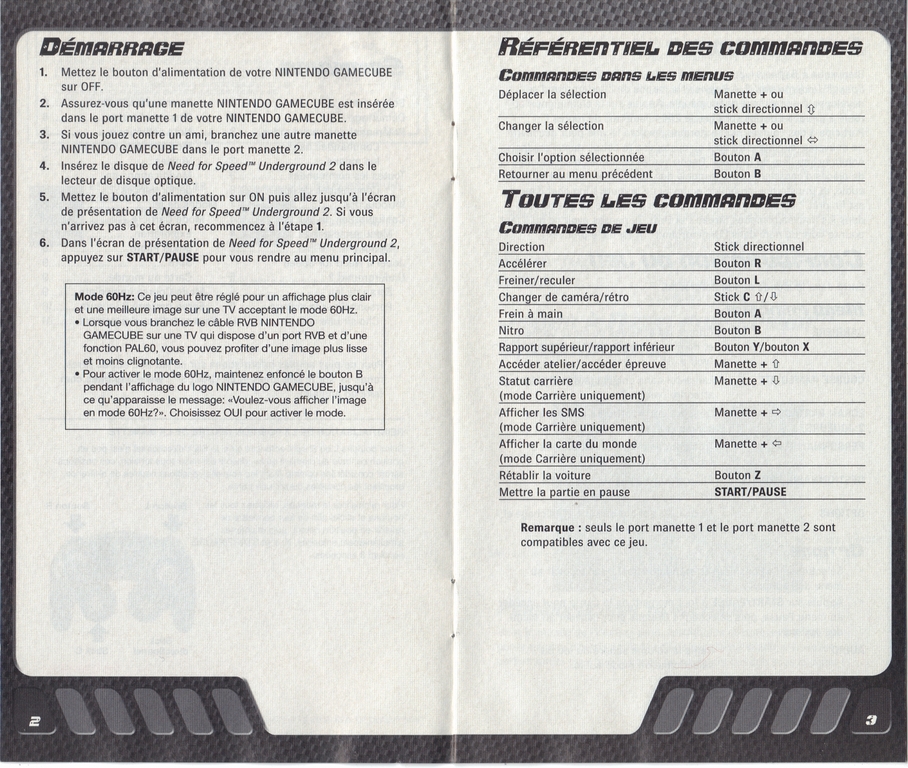 DÉMARRAGE
1. Mettez le bouton d'alimentation de votre NINTENDO GAMECUBE
sur OFF.
2. Assurez-vous qu'une manette NINTENDO GAMECUBE est insérée
dans le port manette 1 de votre NINTENDO GAMECUBE.
3. Si vous jouez contre un ami, branchez une autre manette
NINTENDO GAMECUBE dans le port manette 2.
4. Insérez le disque de Need for Speed™ Underground 2 dans le
lecteur de disque optique.
5. Mettez le bouton d'alimentation sur ON puis allez jusqu'à l'écran
de présentation de Need for Speed™ Underground 2. Si vous
n'arrivez pas à cet écran, recommencez à l'étape 1.
6. Dans l'écran de présentation de Need for Speed™ Underground 2,
appuyez sur START/PAUSE pour vous rendre au menu principal.
Mode 60Hz: Ce jeu peut être réglé pour un affichage plus clair
et une meilleure image sur une TV acceptant le mode 60Hz.
• Lorsque vous branchez le câble RVB NINTENDO
GAMECUBE sur une TV qui dispose d'un port RVB et d'une
fonction PAL60, vous pouvez profiter d'une image plus lisse
et moins clignotante.
• Pour activer le mode 60Hz, maintenez enfoncé le bouton B
pendant l'affichage du logo NINTENDO GAMECUBE, jusqu'à
ce qu'apparaisse le message: «Voulez-vous afficher l'image
en mode 60Hz?». Choisissez OUI pour activer le mode.
2
RÉFÉRENTIEL DES COMMANDES
COMMANDES DANS LES MENUS
Déplacer la sélection Manette + ou
stick directionnel ⇳
Changer la sélection Manette + ou
stick directionnel ⇔
Choisir l'option sélectionnée Bouton A
Retourner au menu précédent Bouton B
TOUTES LES COMMANDES
COMMANDES DE JEU
Direction Stick directionnel
Accélérer Bouton R
Freiner/reculer Bouton L
Changer de caméra/rétro Stick C ⇧/⇩
Frein à main Bouton A
Nitro Bouton B
Rapport supérieur/rapport inférieur Bouton Y/bouton X
Accéder atelier/accéder épreuve Manette + ⇧
Statut carrière Manette + ⇩
(mode Carrière uniquement)
Afficher les SMS Manette + ⇨
(mode Carrière uniquement)
Afficher la carte du monde Manette + ⇦
(mode Carrière uniquement)
Rétablir la voiture Bouton Z
Mettre la partie en pause START/PAUSE
Remarque : seuls le port manette 1 et le port manette 2 sont
compatibles avec ce jeu.
3